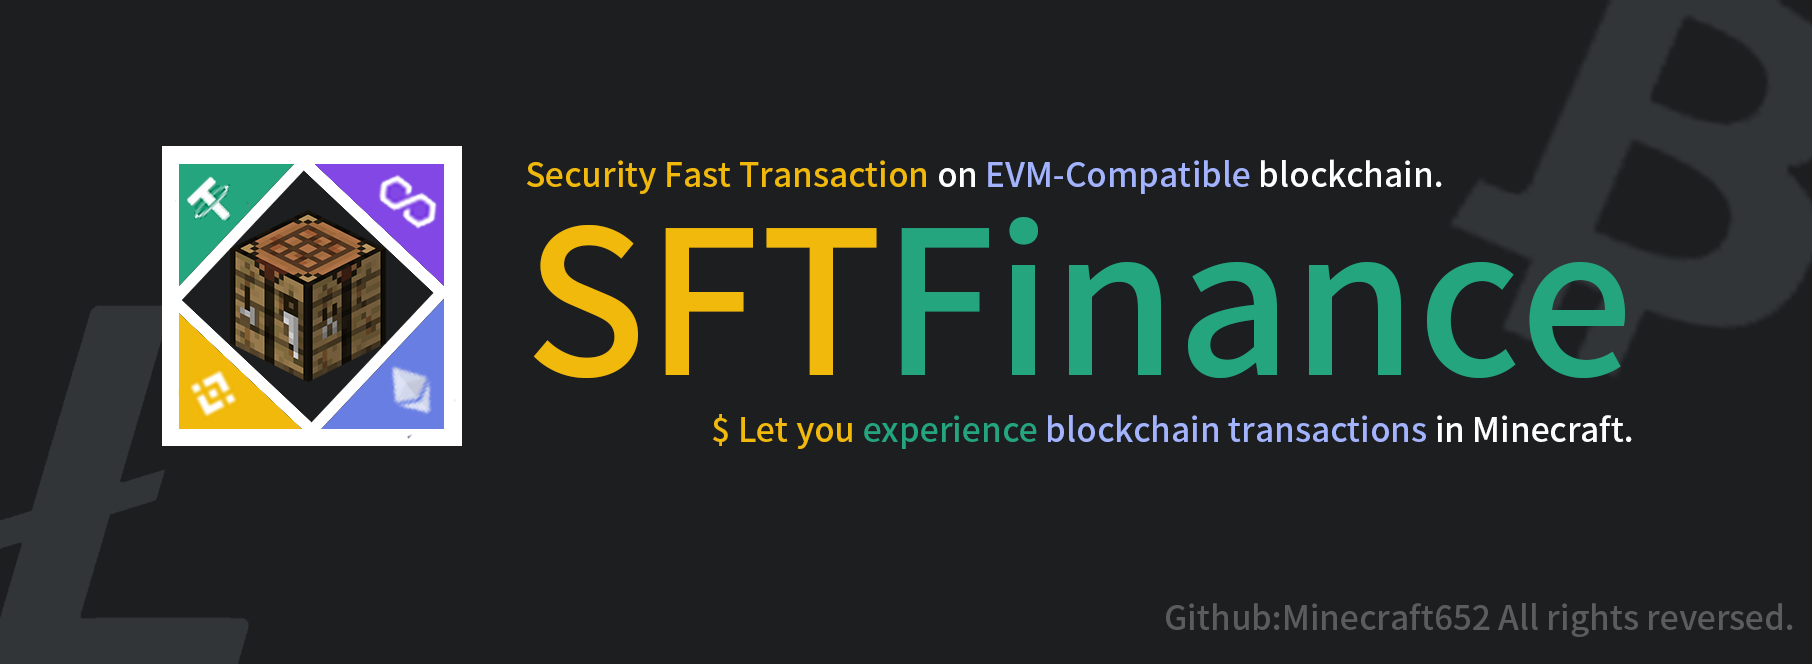 Security Fast Transaction on EVM-Compatible blockchain.
SFTFinance
$ Let you experience blockchain transactions in Minecraft.
Github:Minecraft652 All rights reversed.